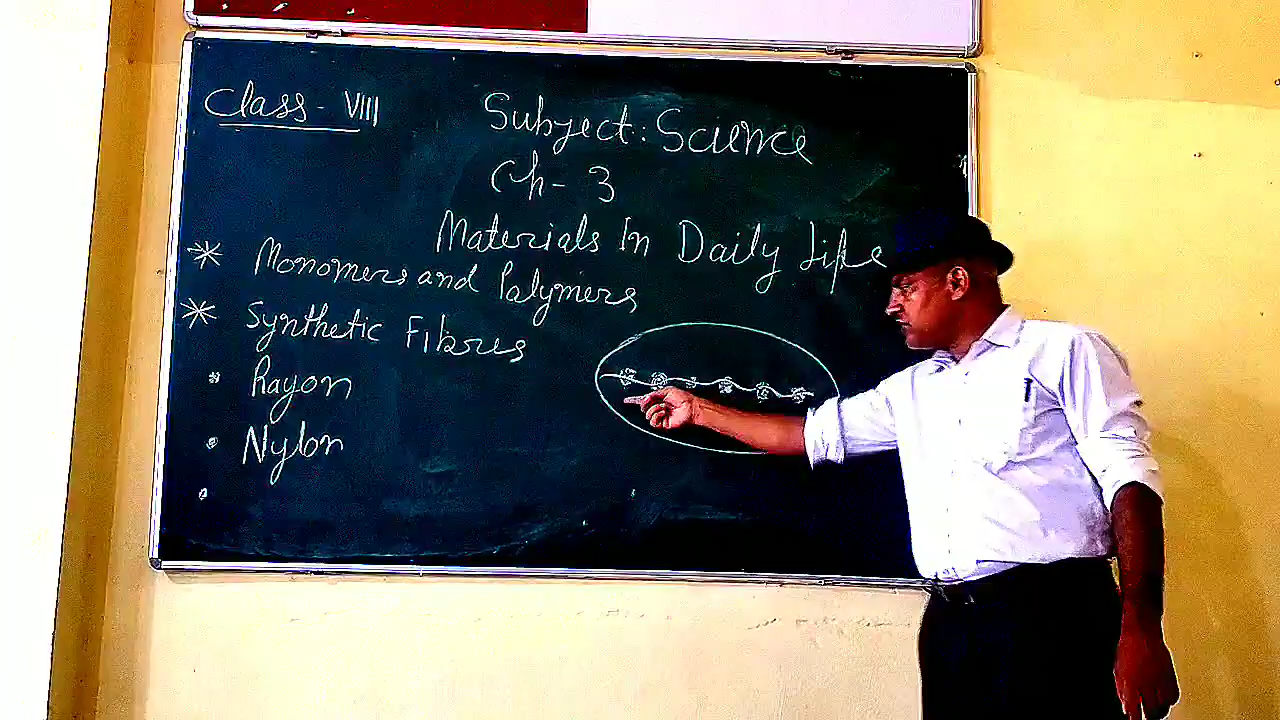 Class - VIII
Subject: Science
Ch- 3
Materials In Daily Life
* Monomers and Polymers
* Synthetic Fibres
• Rayon
• Nylon
•